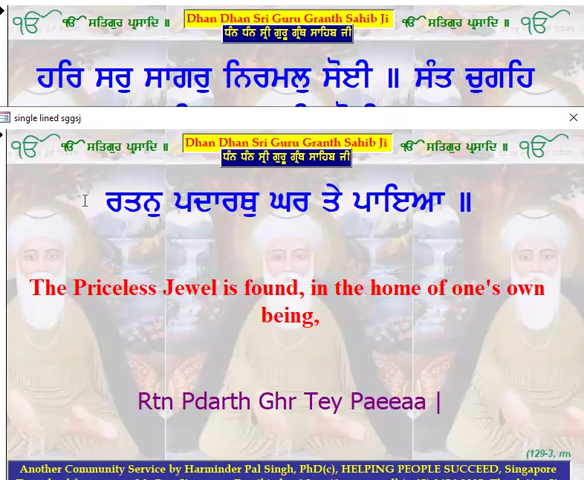 ੴ ੴ ਸਤਿਗੁਰ ਪ੍ਰਸਾਦਿ ॥ Dhan Dhan Sri Guru Granth Sahib Ji ੴ ਸਤਿਗੁਰ ਪ੍ਰਸਾਦਿ ॥ ੴ
ਧੰਨ ਧੰਨ ਸ੍ਰੀ ਗੁਰੂ ਗ੍ਰੰਥ ਸਾਹਿਬ ਜੀ
ਹਰਿ ਸਰੁ ਸਾਗਰੁ ਨਿਰਮਲੁ ਸੋਈ ॥ ਸੰਤ ਚੁਗਹਿ
single lined sggsj
ੴ ੴ ਸਤਿਗੁਰ ਪ੍ਰਸਾਦਿ ॥ Dhan Dhan Sri Guru Granth Sahib Ji ੴ ਸਤਿਗੁਰ ਪ੍ਰਸਾਦਿ ॥ ੴ
ਧੰਨ ਧੰਨ ਸ੍ਰੀ ਗੁਰੂ ਗ੍ਰੰਥ ਸਾਹਿਬ ਜੀ
ਰਤਨੁ ਪਦਾਰਥੁ ਘਰ ਤੇ ਪਾਇਆ ॥
The Priceless Jewel is found, in the home of one's own
being,
Rtn Pdarth Ghr Tey Paeeaa |
(129-3,
Another Community Service by Harminder Pal Singh, PhD(c), HELPING PEOPLE SUCCEED, Singapore